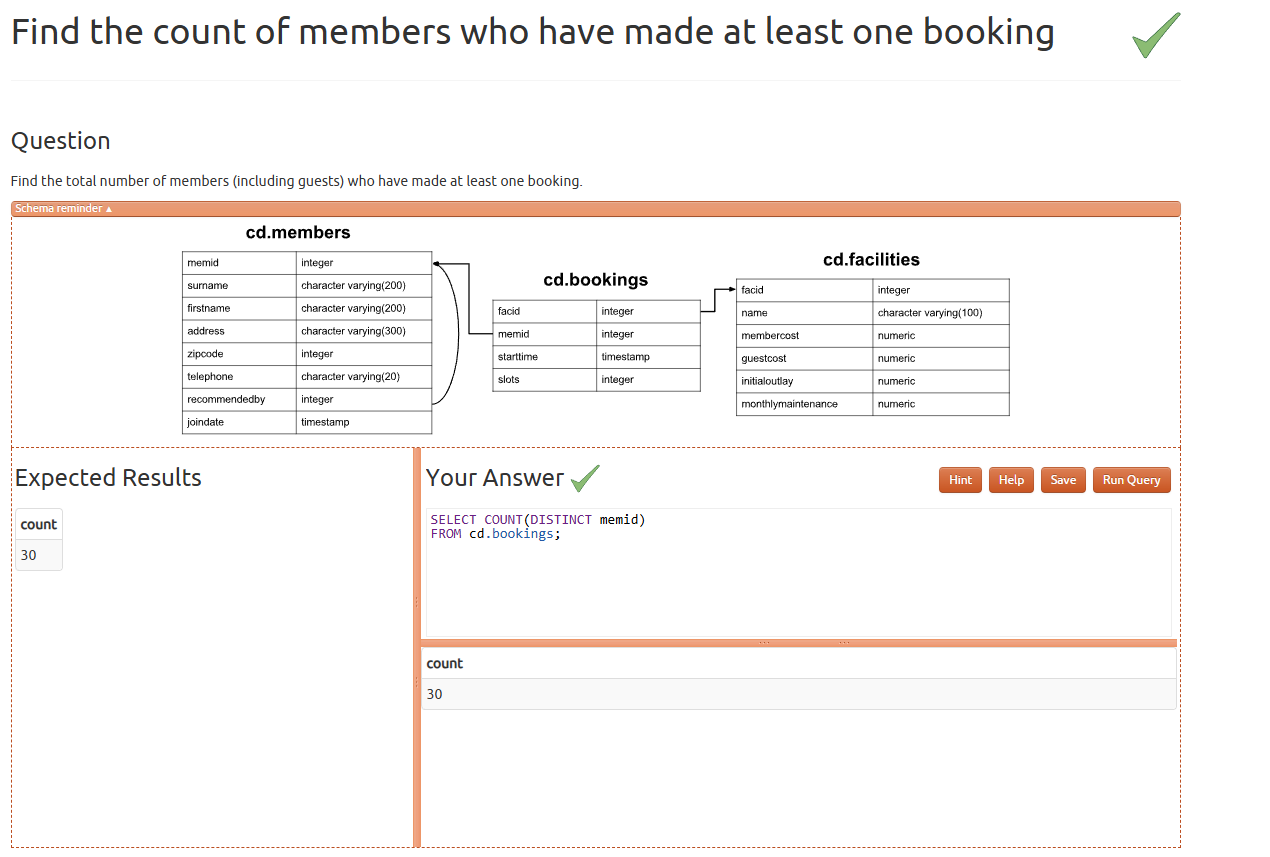 Find the count of members who have made at least one booking
Question
Find the total number of members (including guests) who have made at least one booking.
Schema reminder ▴
cd.members
memid integer
surname character varying(200)
firstname character varying(200)
address character varying(300)
zipcode integer
telephone character varying(20)
recommendedby integer
joindate timestamp
cd.bookings
facid integer
memid integer
starttime timestamp
slots integer
cd.facilities
facid integer
name character varying(100)
membercost numeric
guestcost numeric
initialoutlay numeric
monthlymaintenance numeric
Expected Results
count
30
Your Answer
Hint Help Save Run Query
SELECT COUNT(DISTINCT memid)
FROM cd.bookings;
count
30